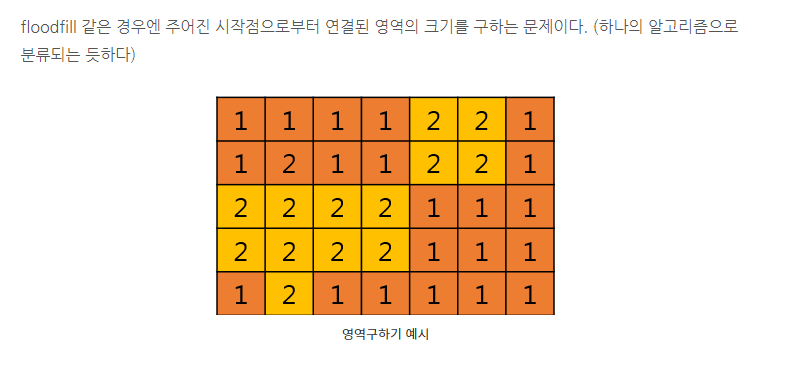 floodfill 같은 경우엔 주어진 시작점으로부터 연결된 영역의 크기를 구하는 문제이다. (하나의 알고리즘으로
분류되는 듯하다)
1 1 1 1 2 2 1
1 2 1 1 2 2 1
2 2 2 2 1 1 1
2 2 2 2 1 1 1
1 2 1 1 1 1 1
영역구하기 예시